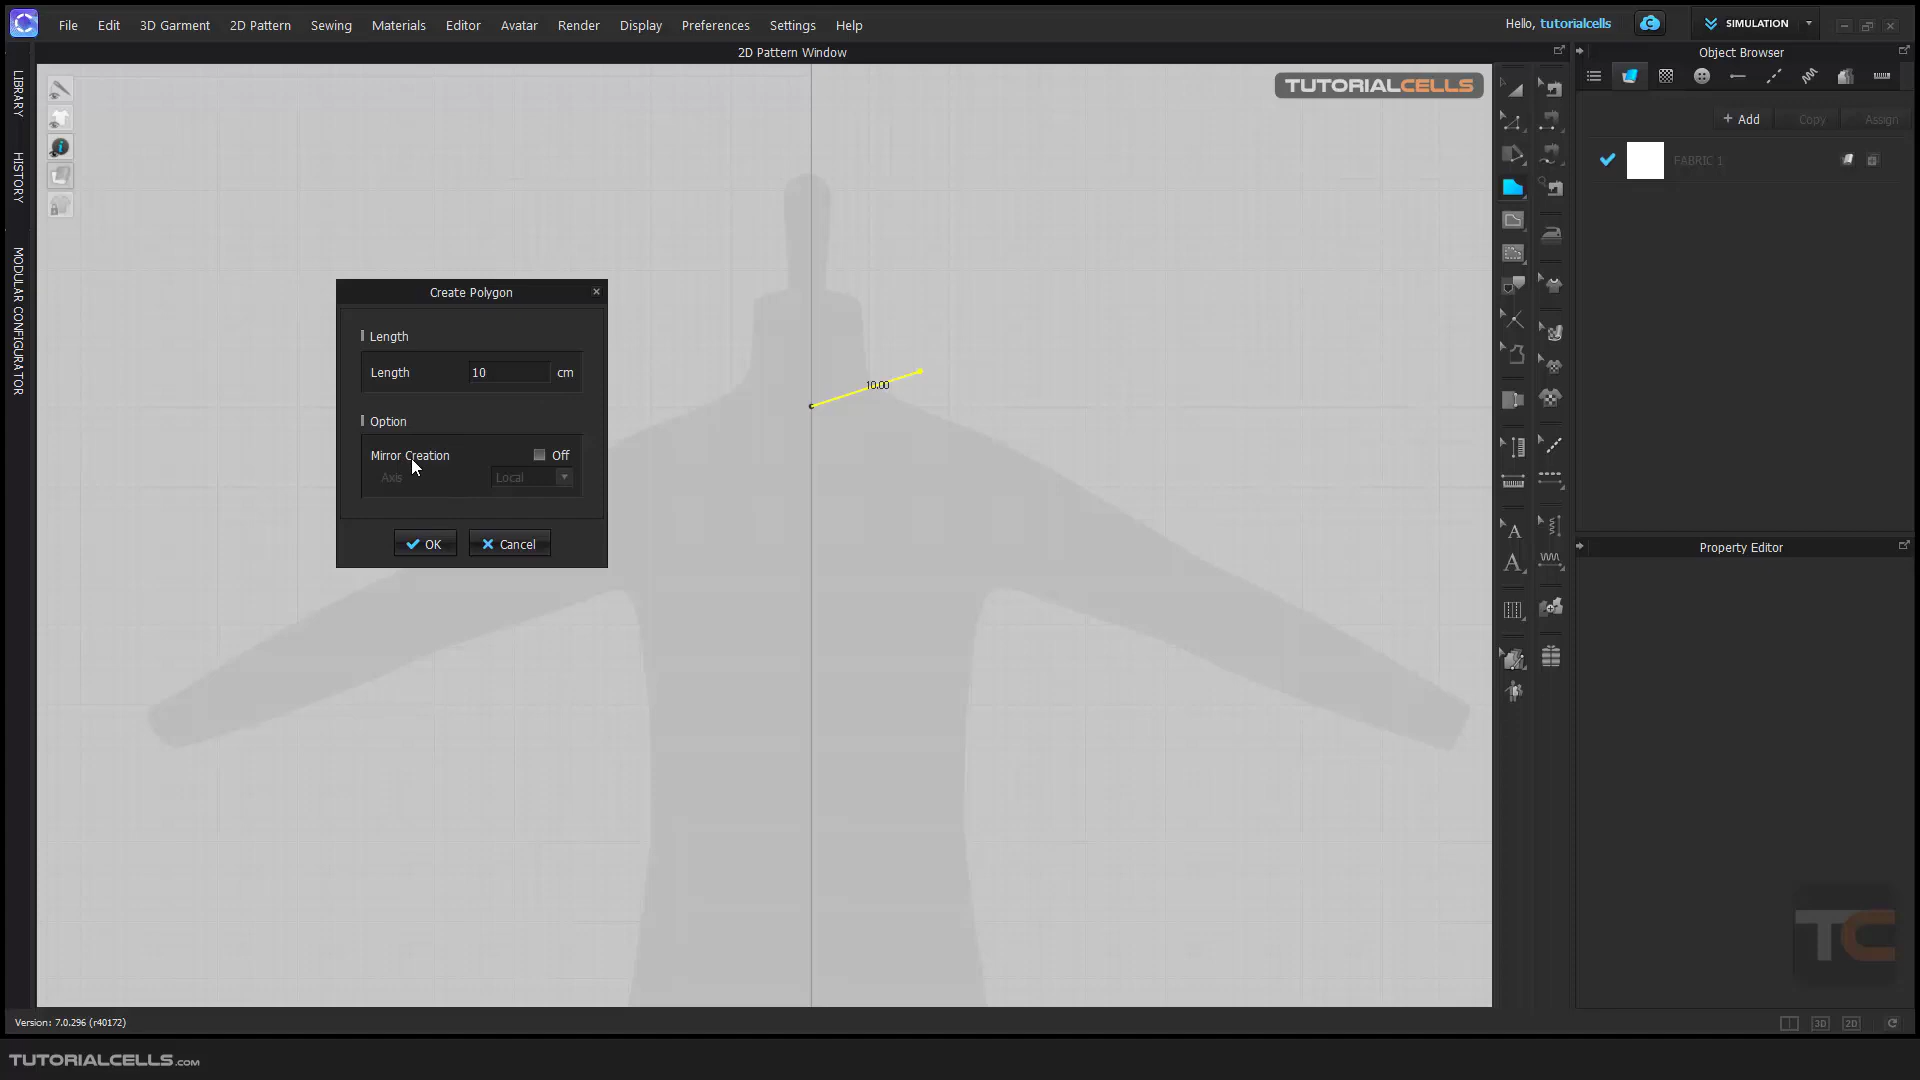 File Edit 3D Garment 2D Pattern Sewing Materials Editor Avatar Render Display Preferences Settings Help
Hello, tutorialcells
SIMULATION
2D Pattern Window
Object Browser
TUTORIALCELLS
LIBRARY
HISTORY
MODULAR CONFIGURATOR
+ Add Copy Assign
FABRIC 1
Create Polygon
Length
Length 10 cm
Option
Mirror Creation Off
Axis Local
OK Cancel
10.00
A
A
Property Editor
TC
Version: 7.0.296 (r40172)
3D 2D
TUTORIALCELLS.COM